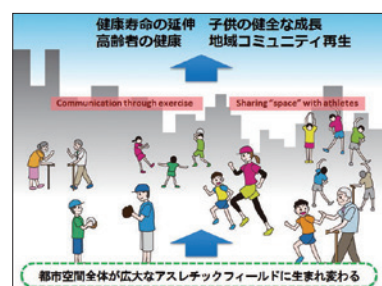 健康寿命の延伸 子供の健全な成長
高齢者の健康 地域コミュニティ再生
Communication through exercise
Sharing "space" with athletes
都市空間全体が広大なアスレチックフィールドに生まれ変わる